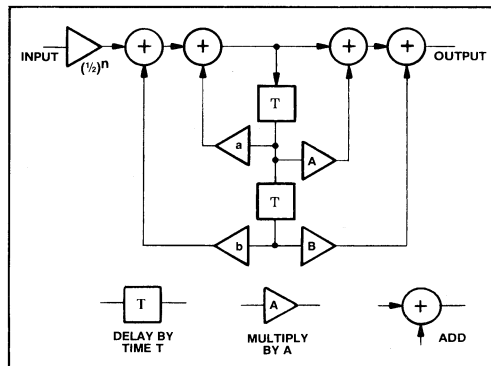 INPUT
(½)ⁿ
+ + + +
OUTPUT
T
a A
T
b B
T A +
DELAY BY
TIME T
MULTIPLY
BY A
ADD